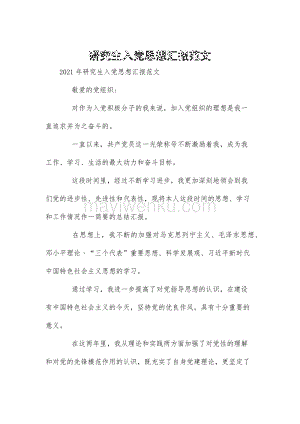 研究生入党思想汇报范文
2021 年研究生入党思想汇报范文
敬爱的党组织：
对作为入党积极分子的我来说，加入党组织的理想是我一
直追求并为之奋斗的。
一直以来，共产党员这一光荣称号不断激励着我，成为我
工作、学习、生活的最大动力和奋斗目标。
这段时间里，经过不断学习进步，我更加深刻地领会到我
们党的进步性、先进性和代表性，现将本人这段时间的思想、学习
和工作情况作一简要的总结汇报。
在思想上，我不断的加强对马克思列宁主义、毛泽东思想、
邓小平理论、“三个代表”重要思想、科学发展观、习近平新时代
中国特色社会主义思想的学习。
通过学习，我进一步提高了对党指导思想的认识，在建设
有中国特色社会主义的今天，坚持党的优良作风，具有十分重要的
意义。
在这两年里，我从理论和实践两方面加强了对党性的理解
和对党的先锋模范作用的认识，既充实了自身党建理论，更坚定了
mayiwenku.com